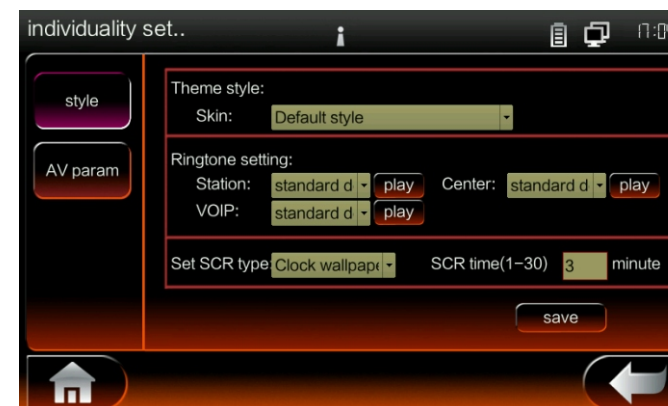 individuality set..
style
AV param
Theme style:
Skin: Default style
Ringtone setting:
Station: standard d play Center: standard d play
VOIP: standard d play
Set SCR type: Clock wallpape SCR time(1-30) 3 minute
save